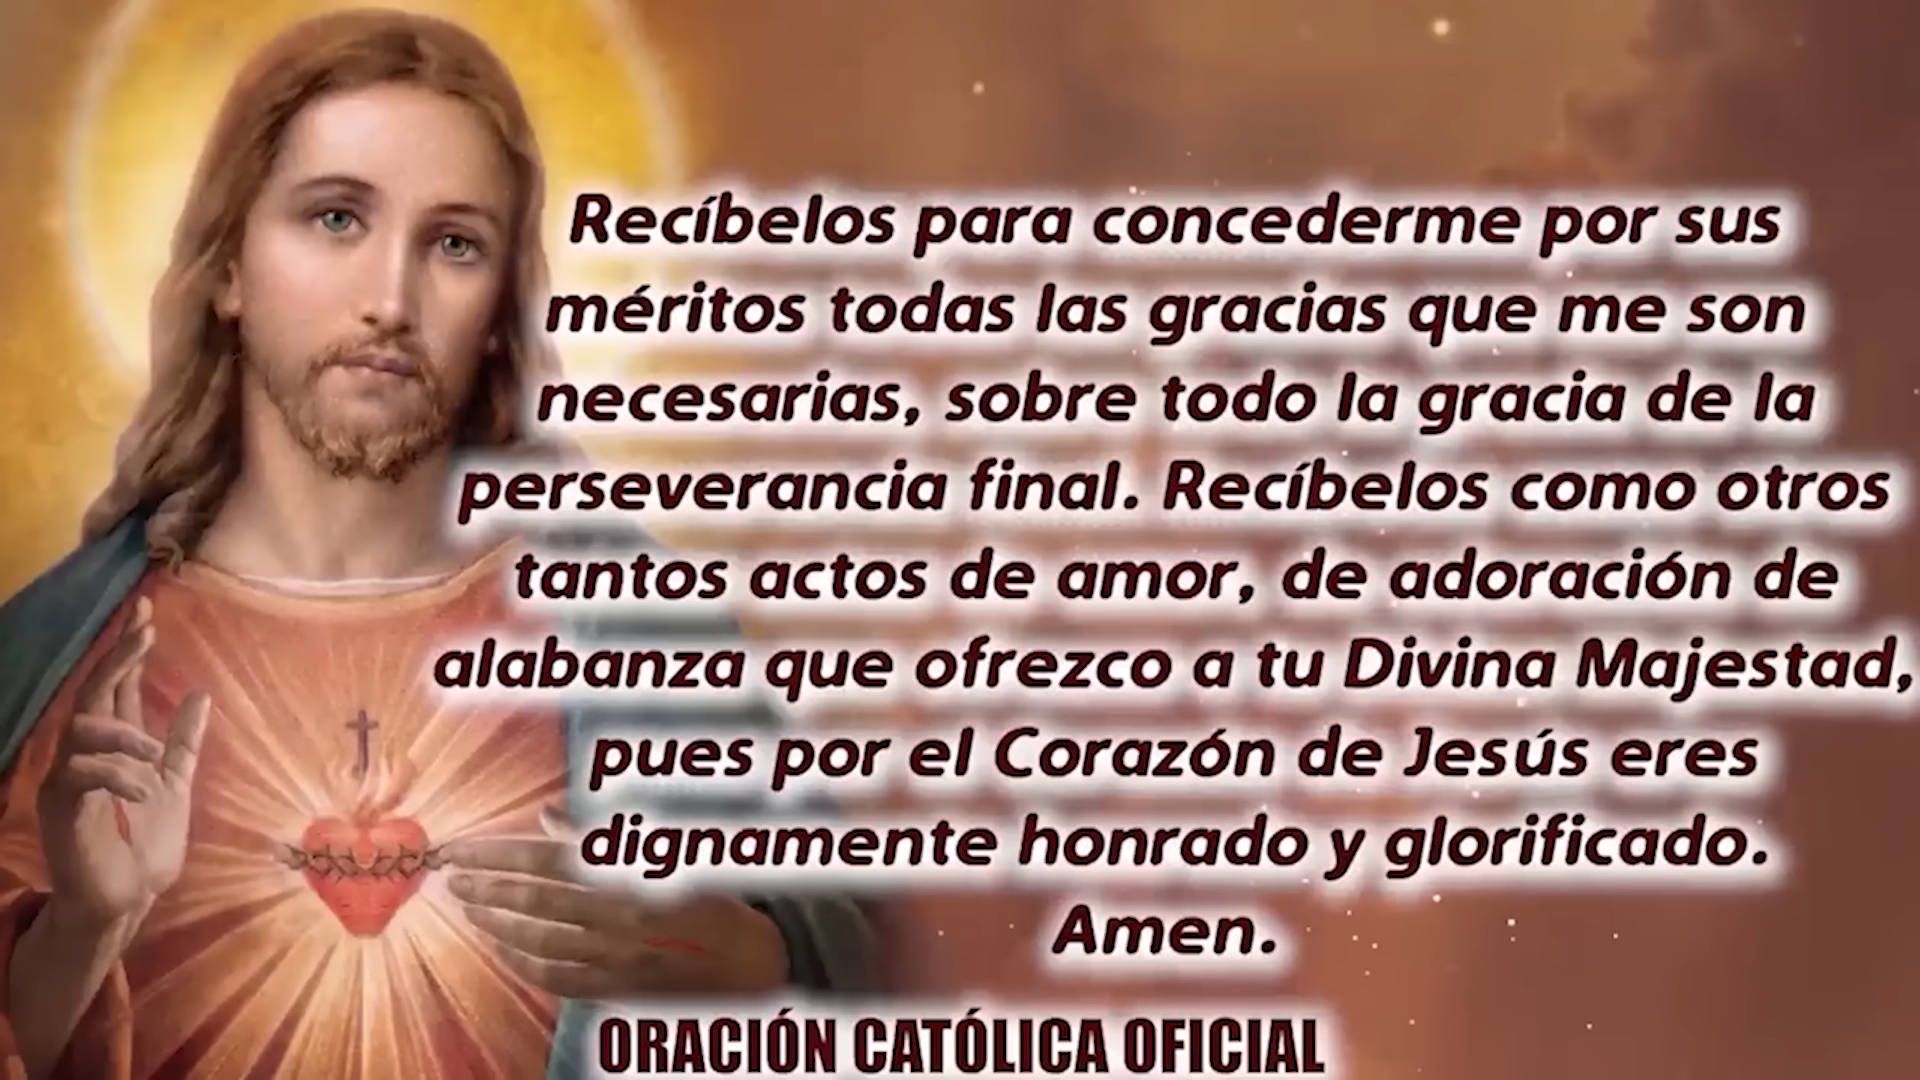 Recíbelos para concederme por sus
méritos todas las gracias que me son
necesarias, sobre todo la gracia de la
perseverancia final. Recíbelos como otros
tantos actos de amor, de adoración de
alabanza que ofrezco a tu Divina Majestad,
pues por el Corazón de Jesús eres
dignamente honrado y glorificado.
Amen.
ORACIÓN CATÓLICA OFICIAL